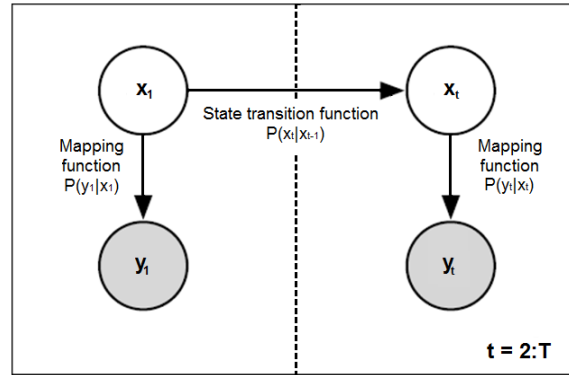 x₁
xₜ
State transition function
P(xₜ|xₜ₋₁)
Mapping
function
P(y₁|x₁)
Mapping
function
P(yₜ|xₜ)
y₁
yₜ
t = 2:T